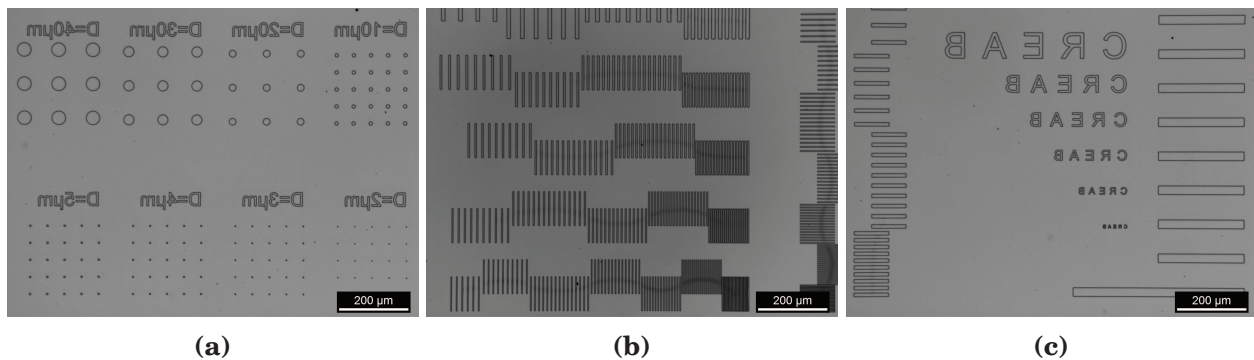 D=40µm D=30µm D=20µm D=10µm
D=5µm D=4µm D=3µm D=2µm
200 µm
(a)
200 µm
(b)
CREAB
CREAB
CREAB
CREAB
CREAB
CREAB
200 µm
(c)